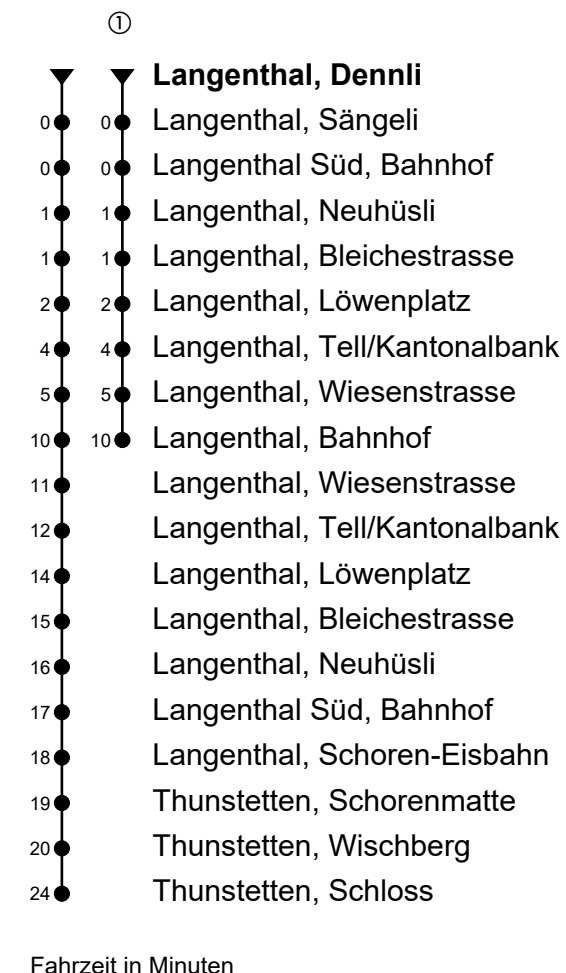 ①
Langenthal, Dennli
0 0 Langenthal, Sängeli
0 0 Langenthal Süd, Bahnhof
1 1 Langenthal, Neuhüsli
1 1 Langenthal, Bleichestrasse
2 2 Langenthal, Löwenplatz
4 4 Langenthal, Tell/Kantonalbank
5 5 Langenthal, Wiesenstrasse
10 10 Langenthal, Bahnhof
11 Langenthal, Wiesenstrasse
12 Langenthal, Tell/Kantonalbank
14 Langenthal, Löwenplatz
15 Langenthal, Bleichestrasse
16 Langenthal, Neuhüsli
17 Langenthal Süd, Bahnhof
18 Langenthal, Schoren-Eisbahn
19 Thunstetten, Schorenmatte
20 Thunstetten, Wischberg
24 Thunstetten, Schloss
Fahrzeit in Minuten